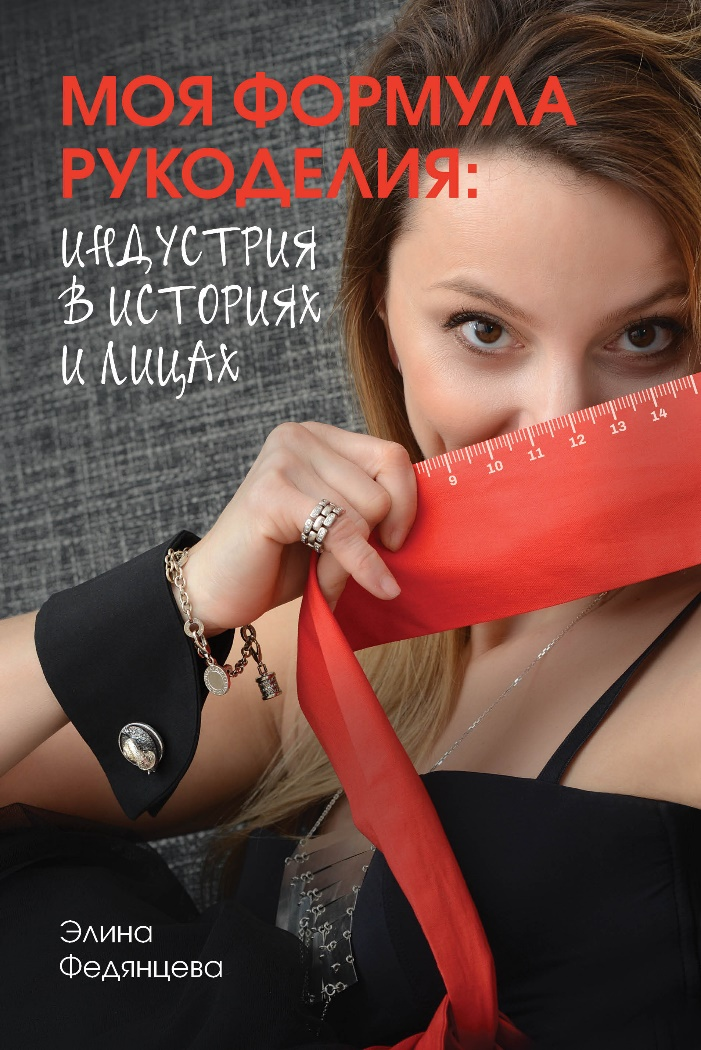 МОЯ ФОРМУЛА
РУКОДЕЛИЯ:
ИНДУСТРИЯ
В ИСТОРИЯХ
И ЛИЦАХ
9 10 11 12 13 14
Элина
Федянцева